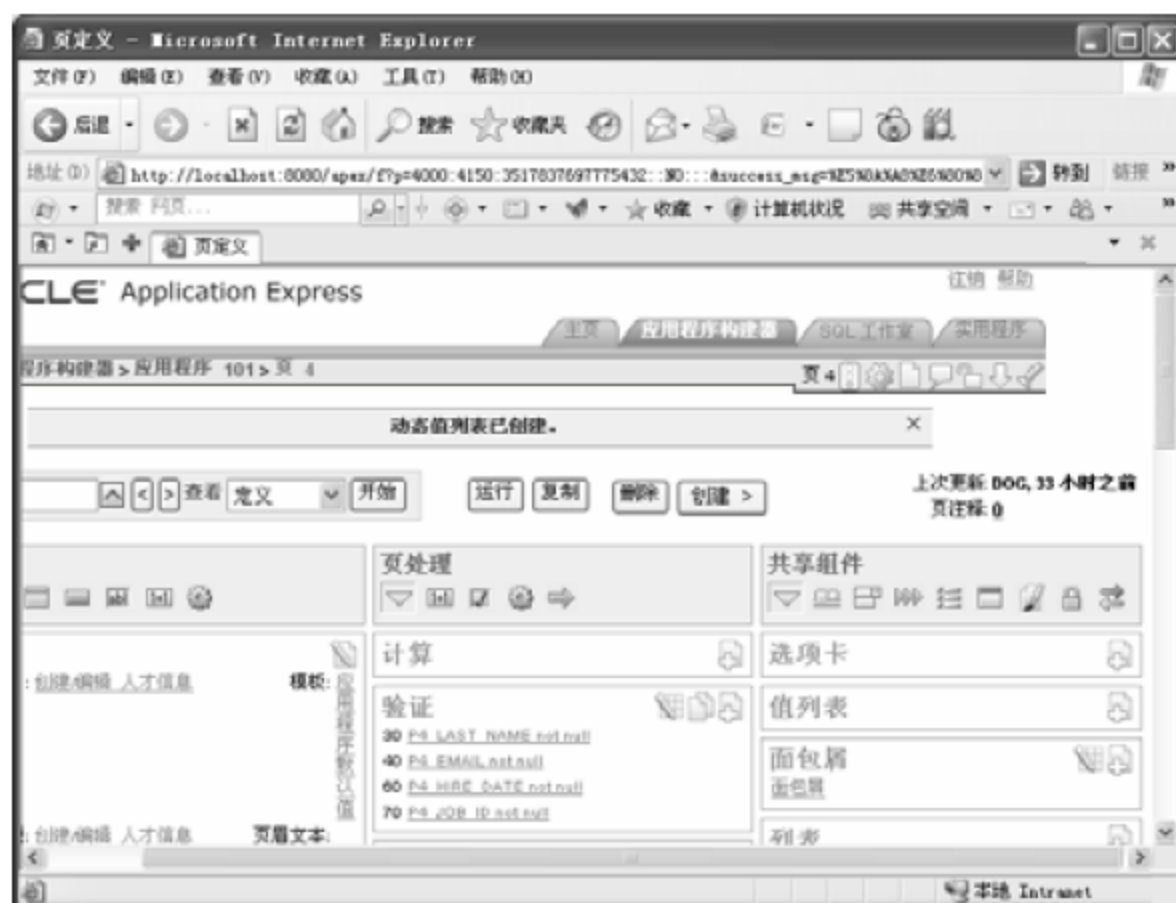 页定义 - Microsoft Internet Explorer
文件(F) 编辑(E) 查看(V) 收藏(A) 工具(T) 帮助(H)
后退 搜索 收藏夹
地址(D) http://localhost:8080/apex/f?p=4000:4150:3517837697775432::NO:::&success_msg=%E5%8A%A8%E6%80%8 转到 链接 »
搜索 网页... 收藏 计算机状况 共享空间 »
页定义
CLE Application Express
注销 帮助
主页 应用程序构建器 SQL 工作室 实用程序
程序构建器 > 应用程序 101 > 页 4
页 4
动态值列表已创建。
查看 定义 开始 运行 复制 删除 创建 >
上次更新: DOG, 33 小时之前
页注释: 0
页处理
共享组件
计算
选项卡
: 创建/编辑 人才信息 模板: 应用程序默认值
验证
30 P4_LAST_NAME not null
40 P4_EMAIL not null
60 P4_HIRE_DATE not null
70 P4_JOB_ID not null
值列表
面包屑
面包屑
: 创建/编辑 人才信息 页眉文本:
列表
本地 Intranet